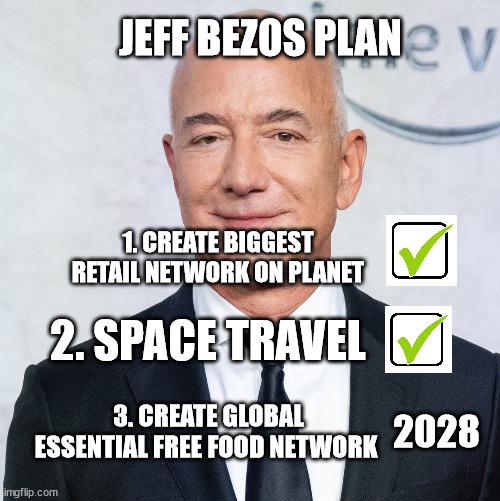 JEFF BEZOS PLAN
e v
1. CREATE BIGGEST
RETAIL NETWORK ON PLANET
2. SPACE TRAVEL
3. CREATE GLOBAL
ESSENTIAL FREE FOOD NETWORK
2028
imgflip.com